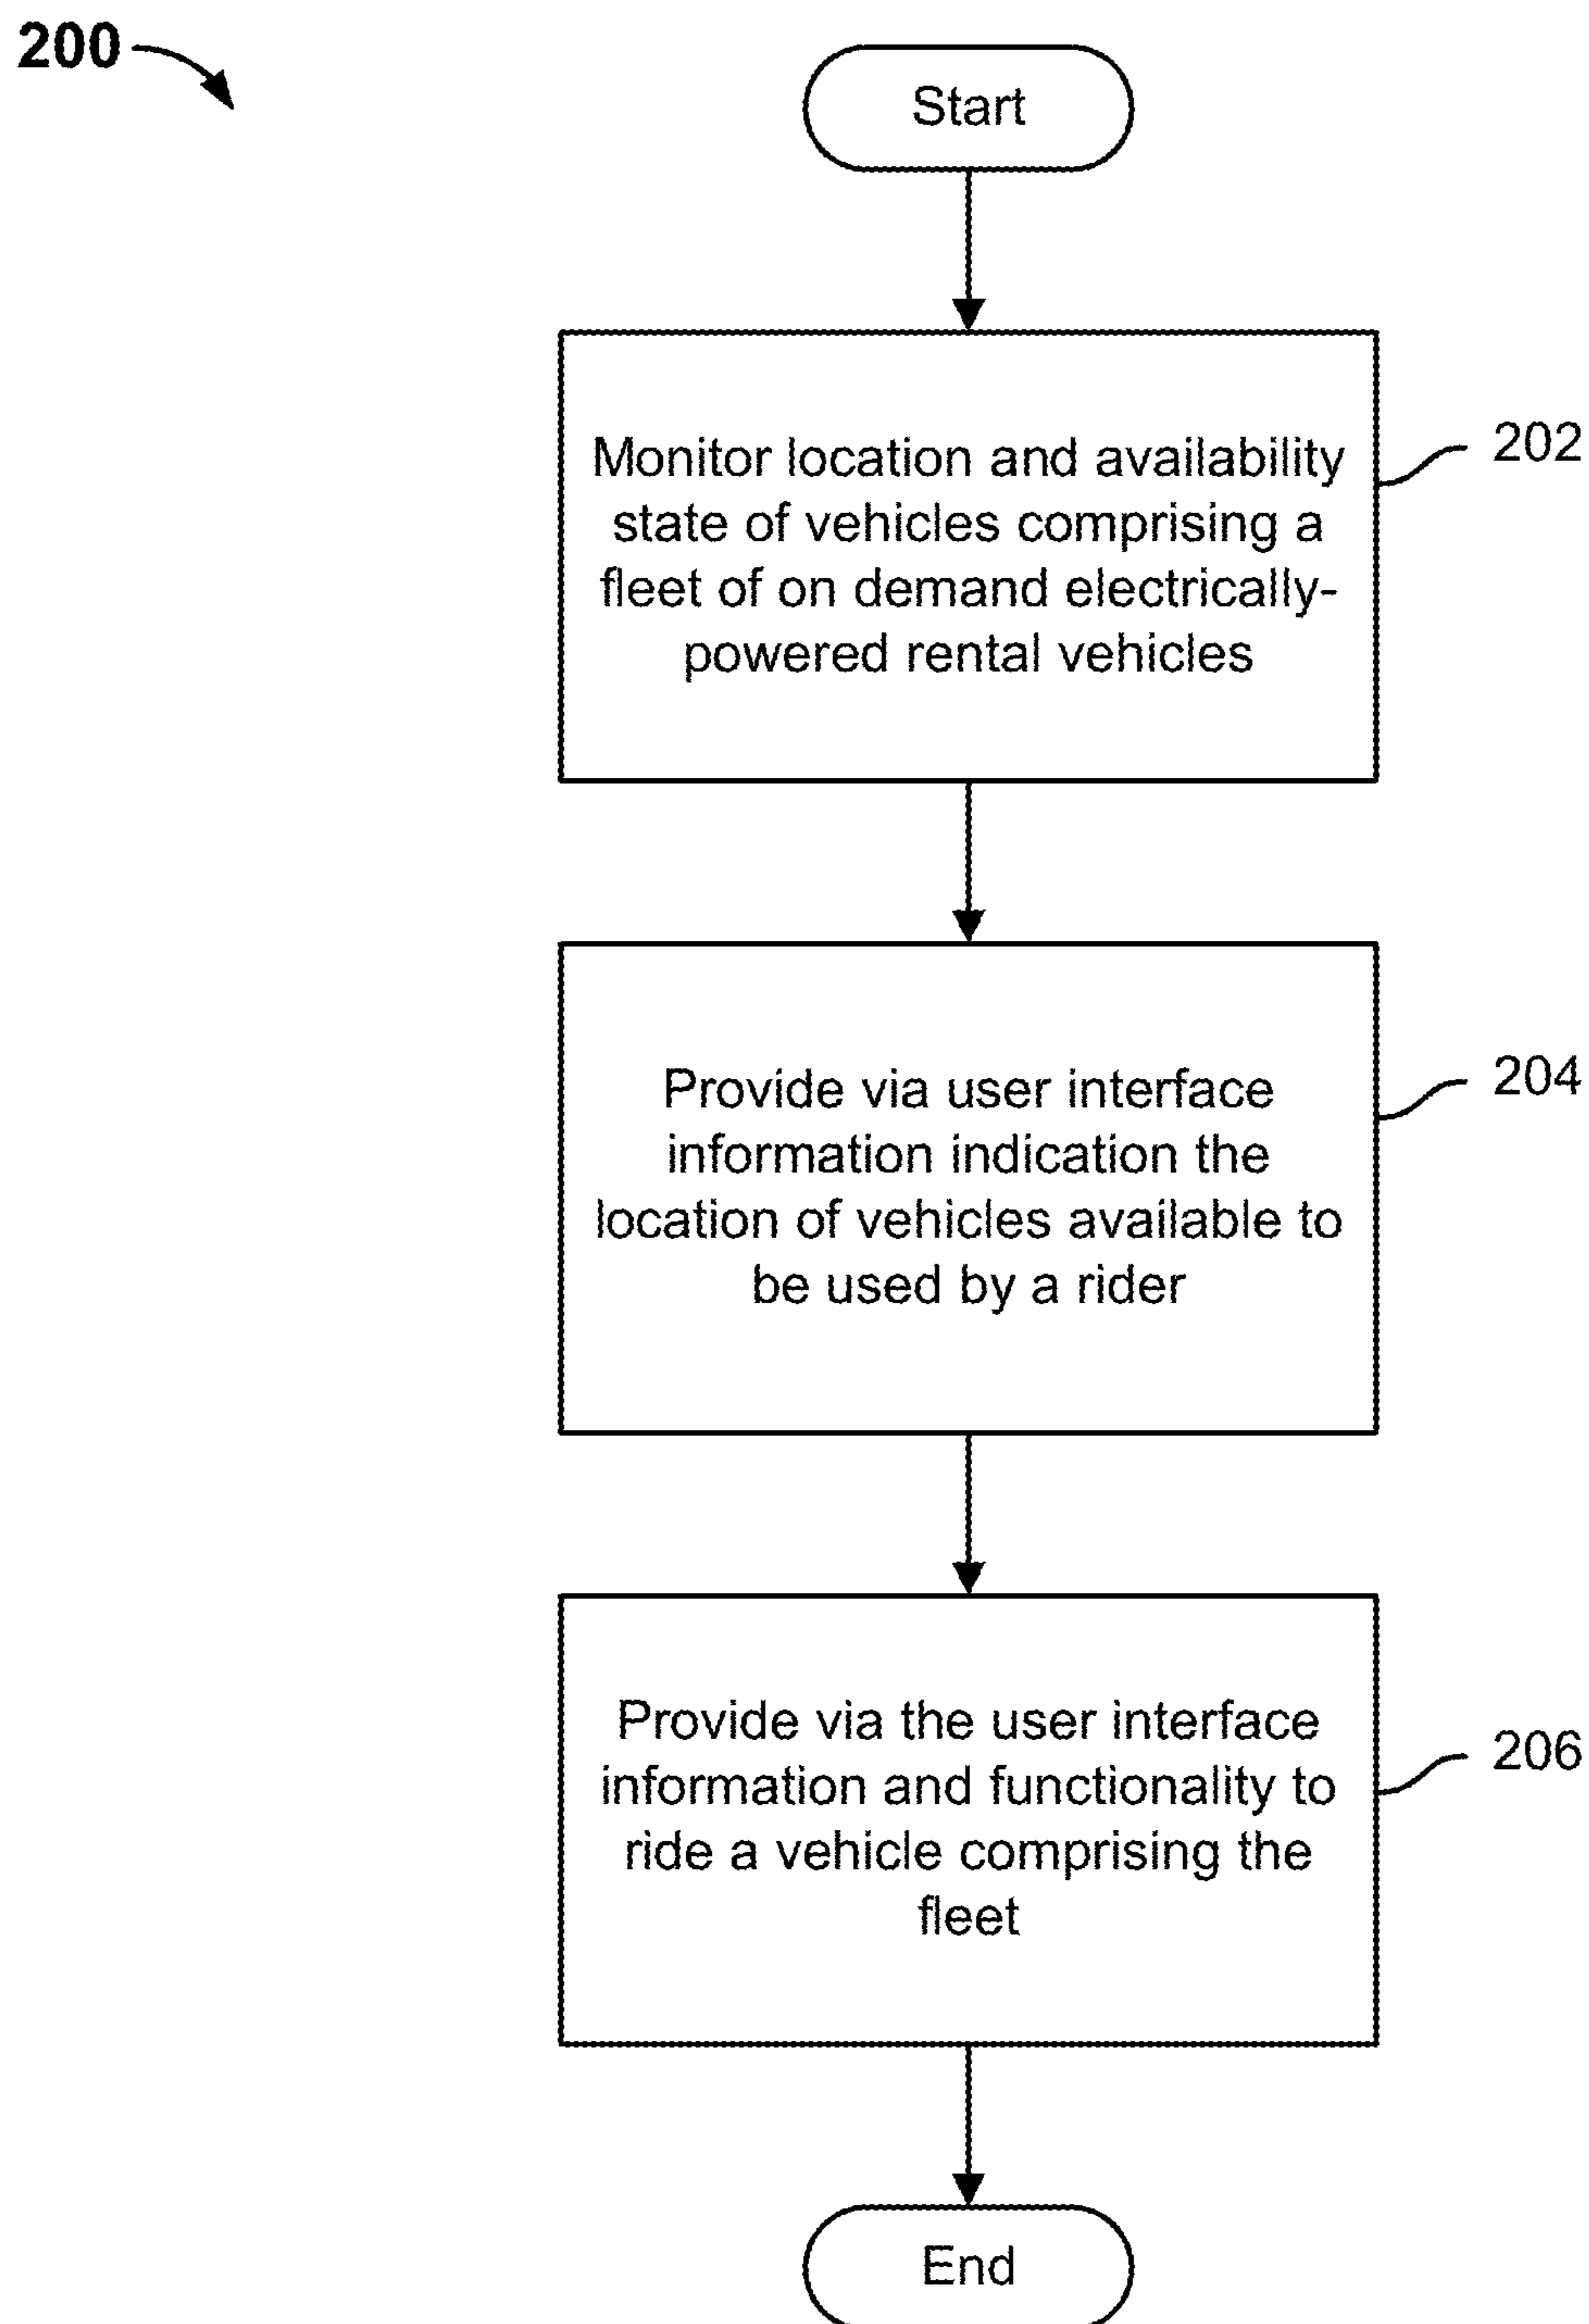 200
Start
Monitor location and availability
state of vehicles comprising a
fleet of on demand electrically-
powered rental vehicles
202
Provide via user interface
information indication the
location of vehicles available to
be used by a rider
204
Provide via the user interface
information and functionality to
ride a vehicle comprising the
fleet
206
End